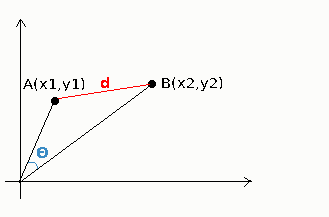 A(x1,y1) d B(x2,y2)
Θ